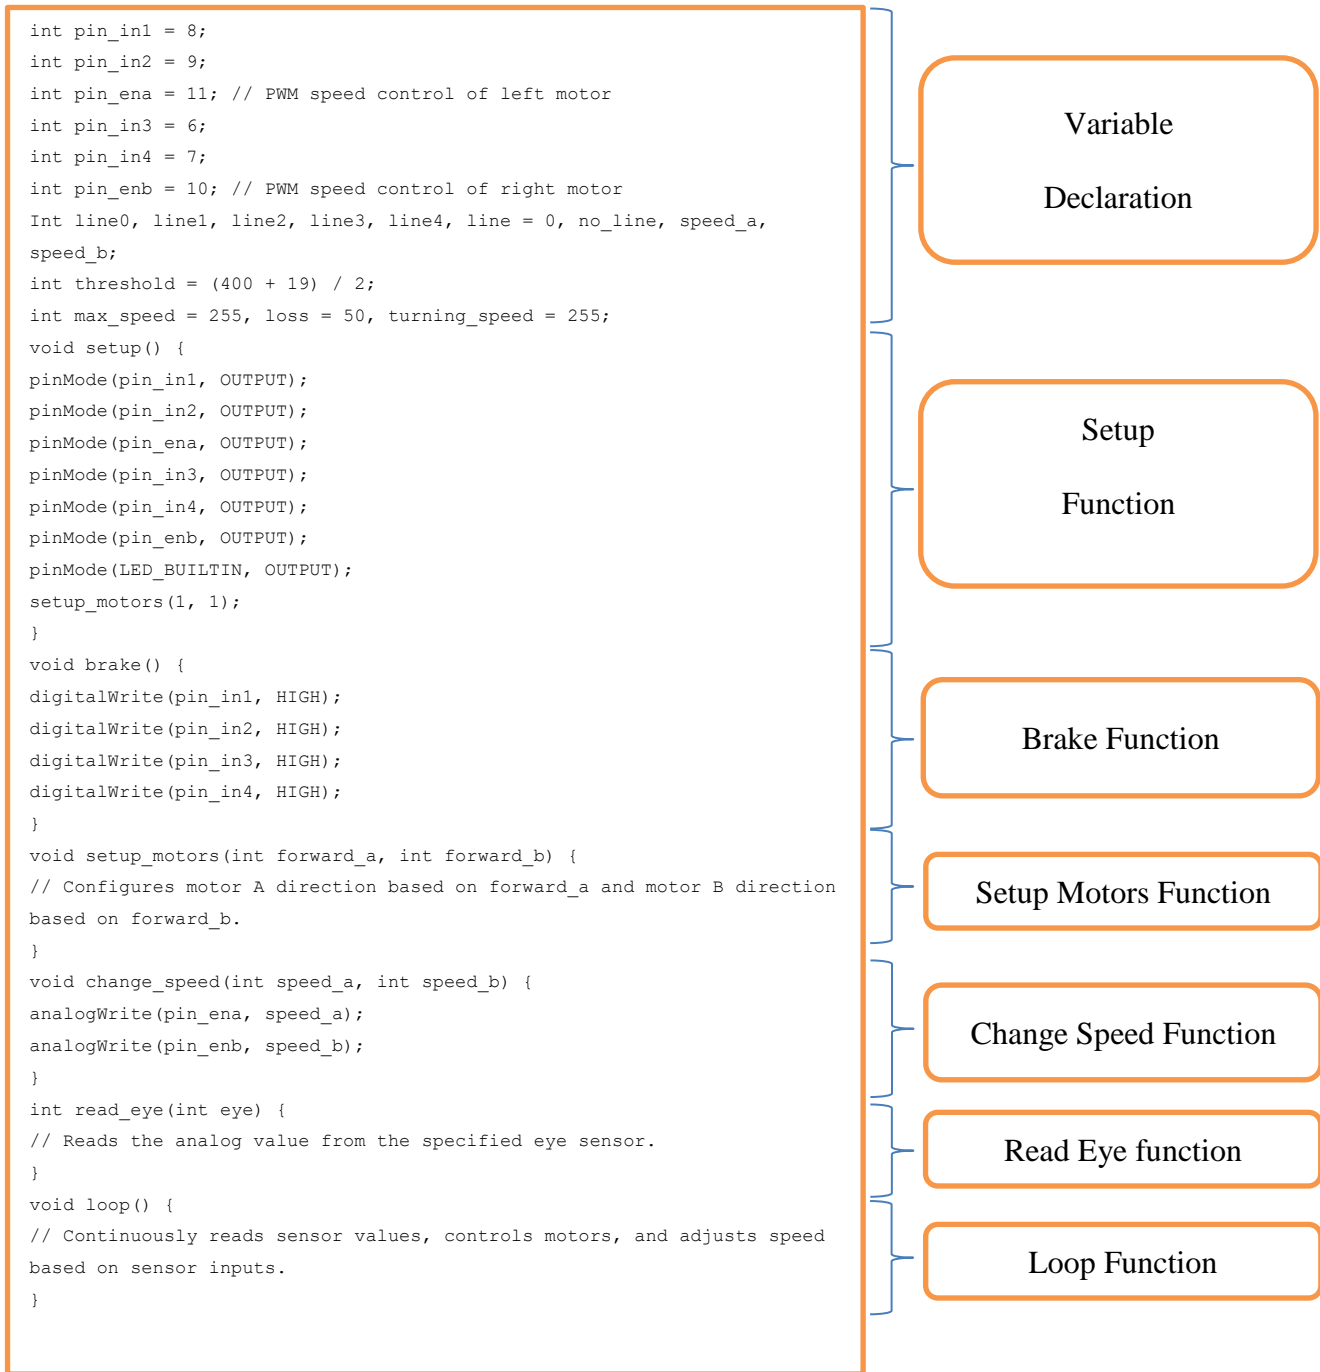 int pin_in1 = 8;
int pin_in2 = 9;
int pin_ena = 11; // PWM speed control of left motor
int pin_in3 = 6;
int pin_in4 = 7;
int pin_enb = 10; // PWM speed control of right motor
Int line0, line1, line2, line3, line4, line = 0, no_line, speed_a,
speed_b;
int threshold = (400 + 19) / 2;
int max_speed = 255, loss = 50, turning_speed = 255;
void setup() {
pinMode(pin_in1, OUTPUT);
pinMode(pin_in2, OUTPUT);
pinMode(pin_ena, OUTPUT);
pinMode(pin_in3, OUTPUT);
pinMode(pin_in4, OUTPUT);
pinMode(pin_enb, OUTPUT);
pinMode(LED_BUILTIN, OUTPUT);
setup_motors(1, 1);
}
void brake() {
digitalWrite(pin_in1, HIGH);
digitalWrite(pin_in2, HIGH);
digitalWrite(pin_in3, HIGH);
digitalWrite(pin_in4, HIGH);
}
void setup_motors(int forward_a, int forward_b) {
// Configures motor A direction based on forward_a and motor B direction
based on forward_b.
}
void change_speed(int speed_a, int speed_b) {
analogWrite(pin_ena, speed_a);
analogWrite(pin_enb, speed_b);
}
int read_eye(int eye) {
// Reads the analog value from the specified eye sensor.
}
void loop() {
// Continuously reads sensor values, controls motors, and adjusts speed
based on sensor inputs.
}
Variable
Declaration
Setup
Function
Brake Function
Setup Motors Function
Change Speed Function
Read Eye function
Loop Function